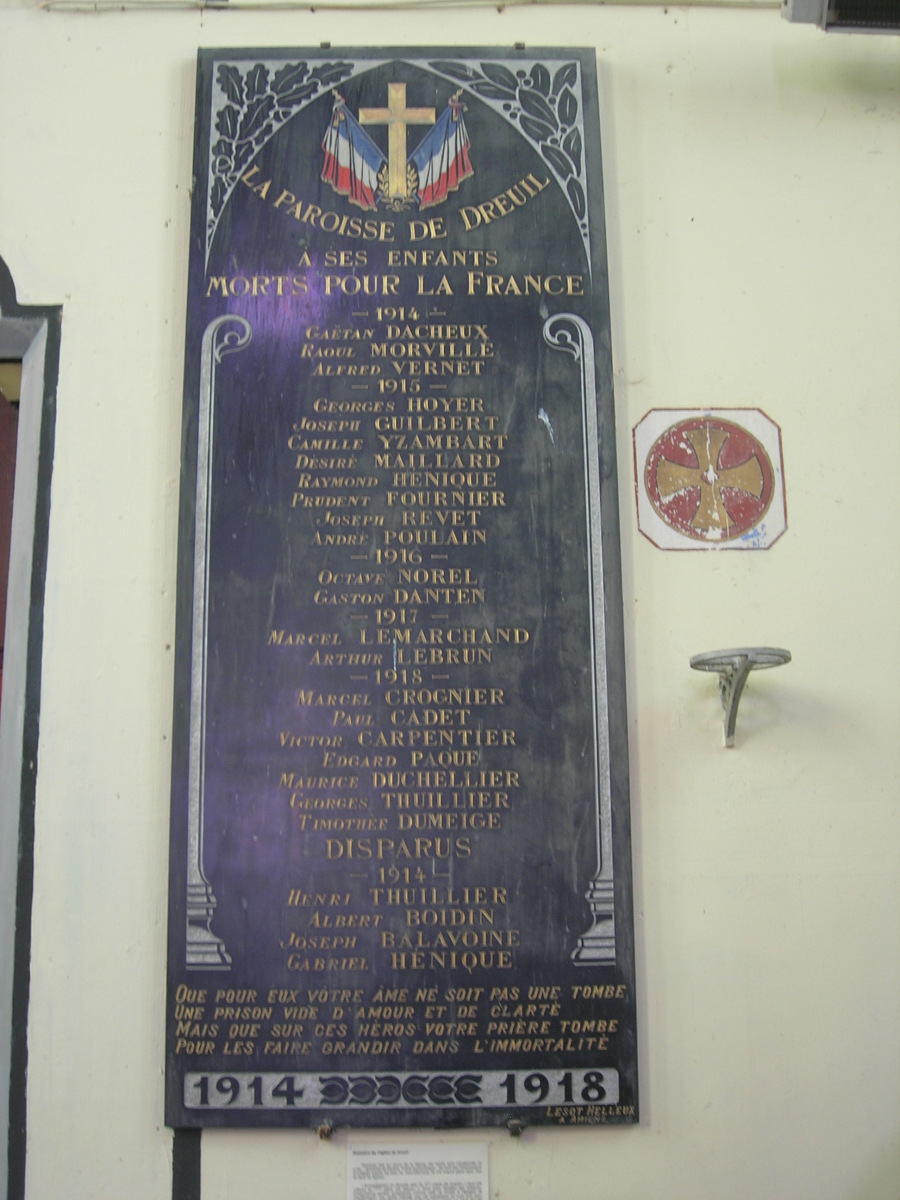 LA PAROISSE DE DREUIL
À SES ENFANTS
MORTS POUR LA FRANCE
— 1914 —
GAËTAN DACHEUX
RAOUL MORVILLE
ALFRED VERNET
— 1915 —
GEORGES HOYER
JOSEPH GUILBERT
CAMILLE YZAMBART
DÉSIRÉ MAILLARD
RAYMOND HÉNIQUE
PRUDENT FOURNIER
JOSEPH REVET
ANDRÉ POULAIN
— 1916 —
OCTAVE NOREL
GASTON DANTEN
— 1917 —
MARCEL LEMARCHAND
ARTHUR LEBRUN
— 1918 —
MARCEL CROGNIER
PAUL CADET
VICTOR CARPENTIER
EDGARD PAQUE
MAURICE DUCHELLIER
GEORGES THUILLIER
TIMOTHÉE DUMEIGE
DISPARUS
— 1914 —
HENRI THUILLIER
ALBERT BOIDIN
JOSEPH BALAVOINE
GABRIEL HÉNIQUE
QUE POUR EUX VOTRE ÂME NE SOIT PAS UNE TOMBE
UNE PRISON VIDE D'AMOUR ET DE CLARTÉ
MAIS QUE SUR CES HÉROS VOTRE PRIÈRE TOMBE
POUR LES FAIRE GRANDIR DANS L'IMMORTALITÉ
1914 1918
LESOT HELLEUX
A AMIENS